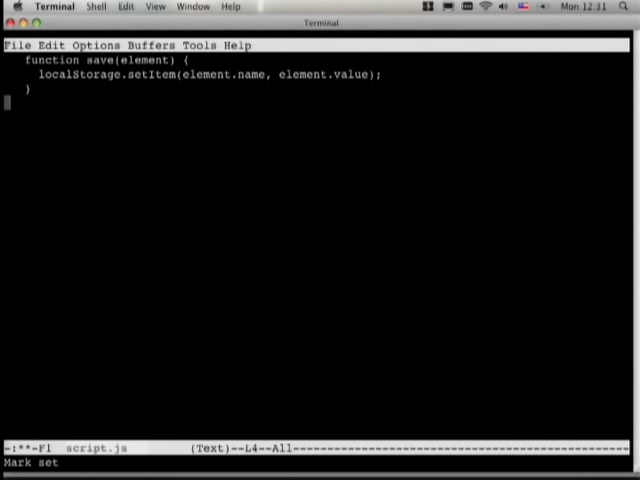 Terminal Shell Edit View Window Help Mon 12:31
Terminal
File Edit Options Buffers Tools Help
function save(element) {
localStorage.setItem(element.name, element.value);
}
-:**-F1 script.js (Text)--L4--All------------------------------------------------
Mark set